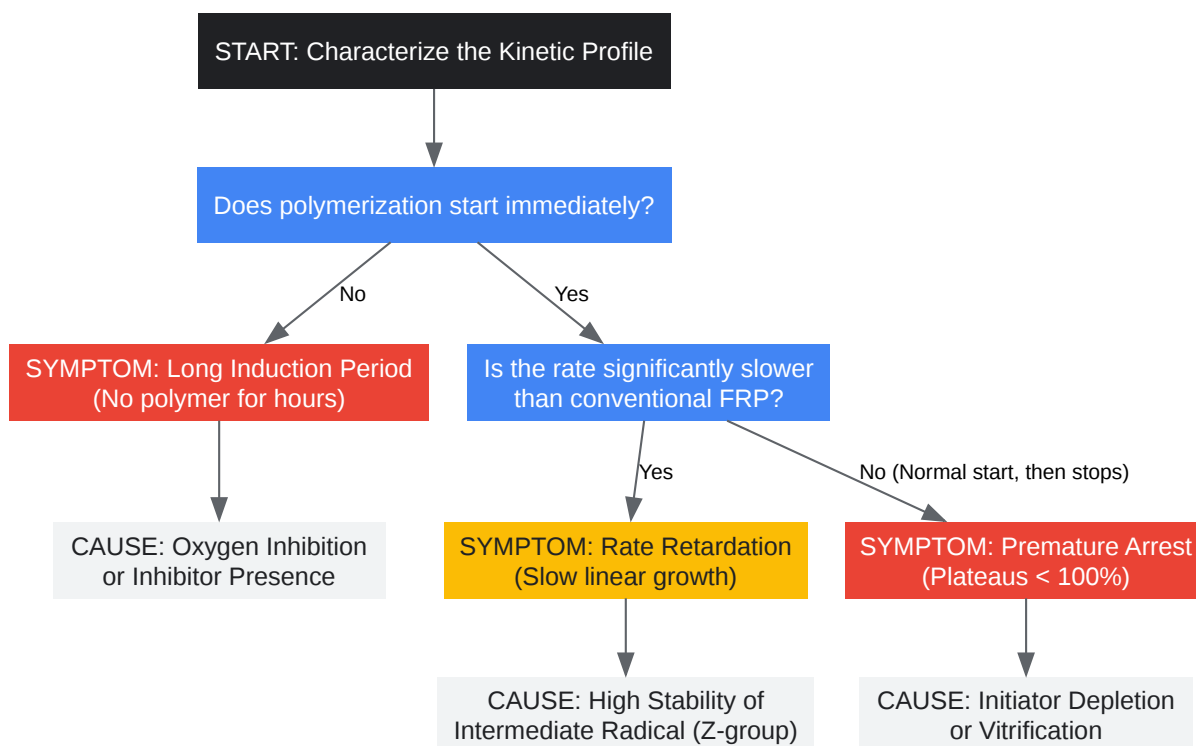 START: Characterize the Kinetic Profile
Does polymerization start immediately?
No
Yes
SYMPTOM: Long Induction Period
(No polymer for hours)
Is the rate significantly slower
than conventional FRP?
Yes
No (Normal start, then stops)
CAUSE: Oxygen Inhibition
or Inhibitor Presence
SYMPTOM: Rate Retardation
(Slow linear growth)
SYMPTOM: Premature Arrest
(Plateaus < 100%)
CAUSE: High Stability of
Intermediate Radical (Z-group)
CAUSE: Initiator Depletion
or Vitrification